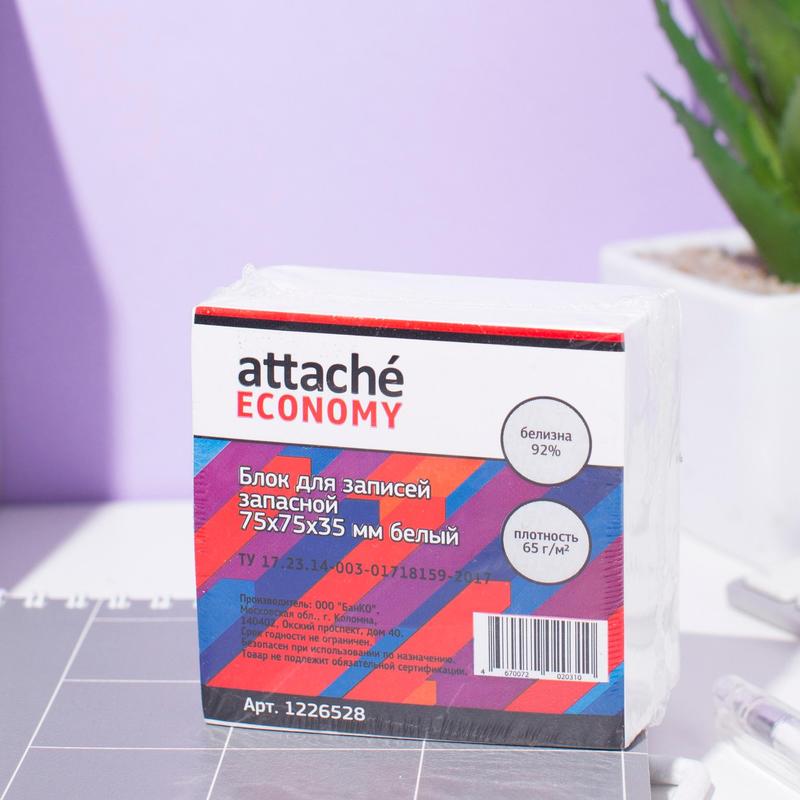 attaché
ECONOMY
белизна
92%
Блок для записей
запасной
75х75х35 мм белый
плотность
65 г/м²
ТУ 17.23.14-003-01718159-2017
Производитель: ООО "БанКО",
Московская обл., г. Коломна,
140402, Окский проспект, дом 40.
Срок годности не ограничен.
Безопасен при использовании по назначению.
Товар не подлежит обязательной сертификации.
4 670072 020310
Арт. 1226528